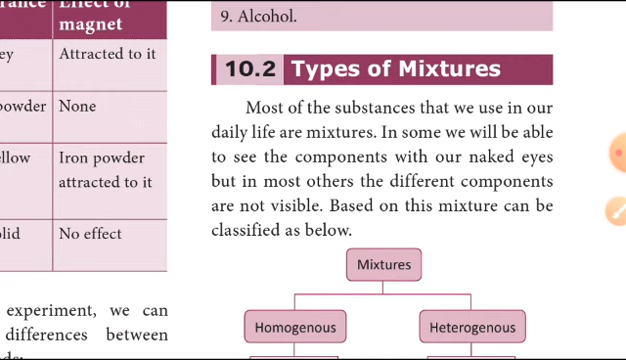 Effect of
magnet
Attracted to it
powder
None
Iron powder
attracted to it
No effect
experiment, we can
differences between
9. Alcohol.
10.2 Types of Mixtures
Most of the substances that we use in our
daily life are mixtures. In some we will be able
to see the components with our naked eyes
but in most others the different components
are not visible. Based on this mixture can be
classified as below.
Mixtures
Homogenous
Heterogenous